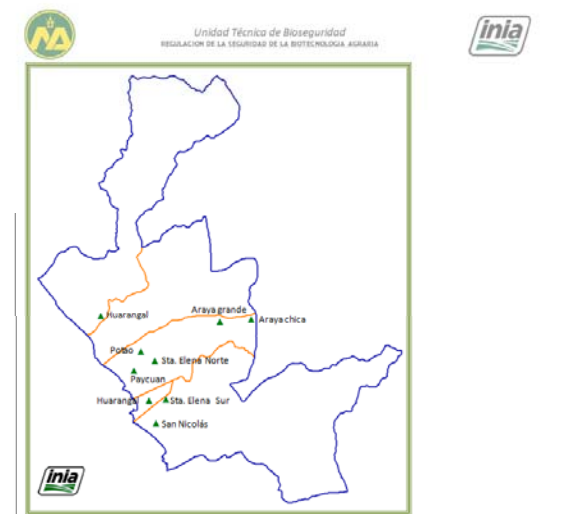 Unidad Técnica de Bioseguridad
REGULACION DE LA SEGURIDAD DE LA BIOTECNOLOGIA AGRARIA
inia
Araya grande
Huarangal
Araya chica
Potao
Sta. Elena Norte
Paycuan
Huarangal
Sta. Elena Sur
San Nicolás
inia